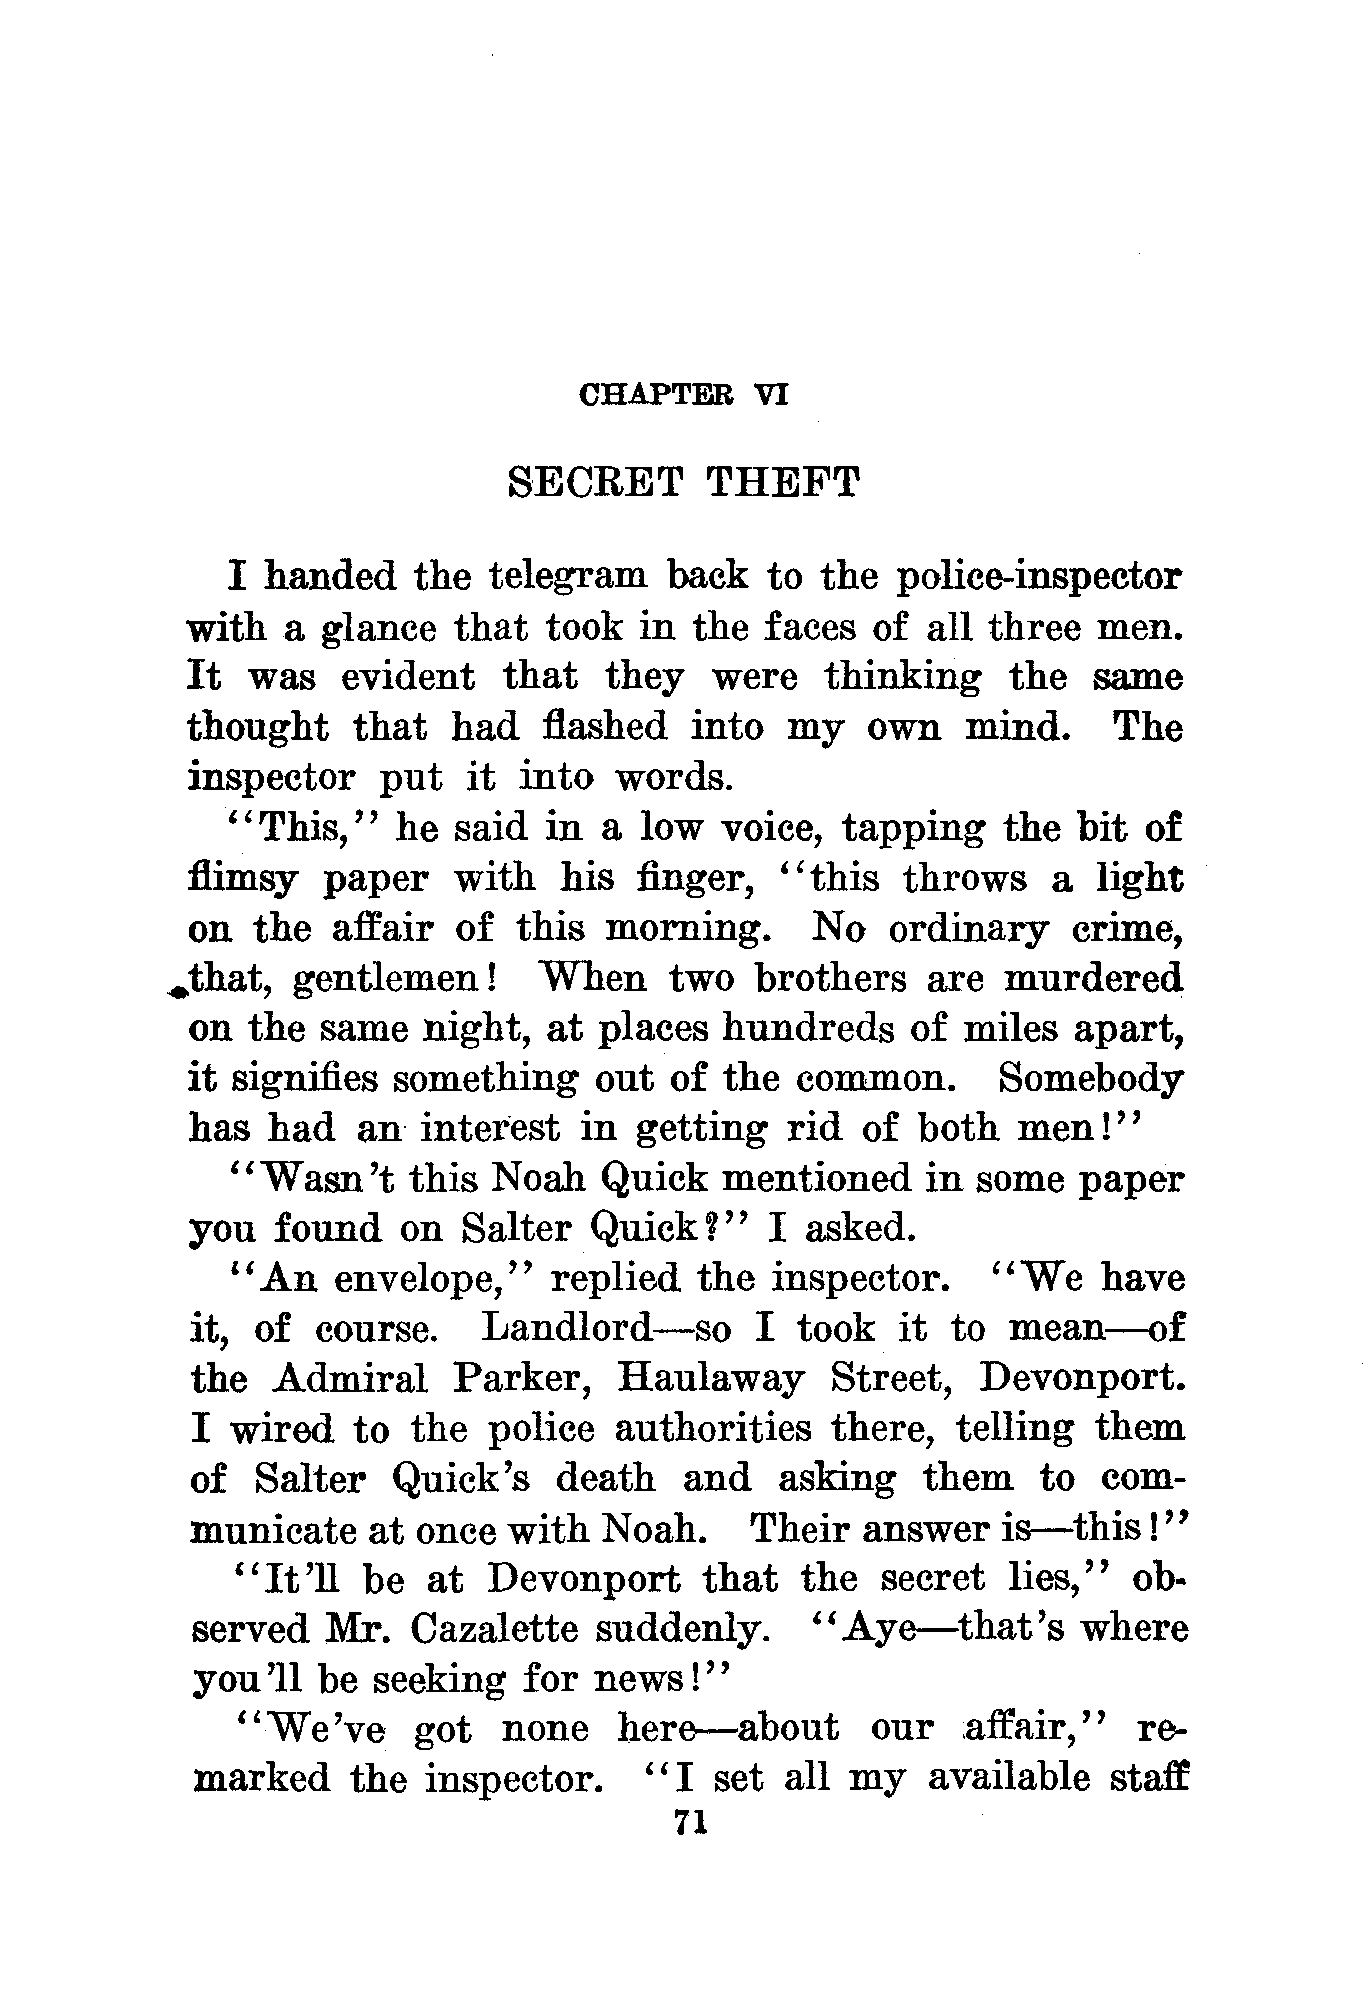 CHAPTER VI
SECRET THEFT
I handed the telegram back to the police-inspector
with a glance that took in the faces of all three men.
It was evident that they were thinking the same
thought that had flashed into my own mind. The
inspector put it into words.
"This," he said in a low voice, tapping the bit of
flimsy paper with his finger, "this throws a light
on the affair of this morning. No ordinary crime,
that, gentlemen! When two brothers are murdered
on the same night, at places hundreds of miles apart,
it signifies something out of the common. Somebody
has had an interest in getting rid of both men!"
"Wasn't this Noah Quick mentioned in some paper
you found on Salter Quick?" I asked.
"An envelope," replied the inspector. "We have
it, of course. Landlord—so I took it to mean—of
the Admiral Parker, Haulaway Street, Devonport.
I wired to the police authorities there, telling them
of Salter Quick's death and asking them to com-
municate at once with Noah. Their answer is—this!"
"It'll be at Devonport that the secret lies," ob-
served Mr. Cazalette suddenly. "Aye—that's where
you'll be seeking for news!"
"We've got none here—about our affair," re-
marked the inspector. "I set all my available staff
71